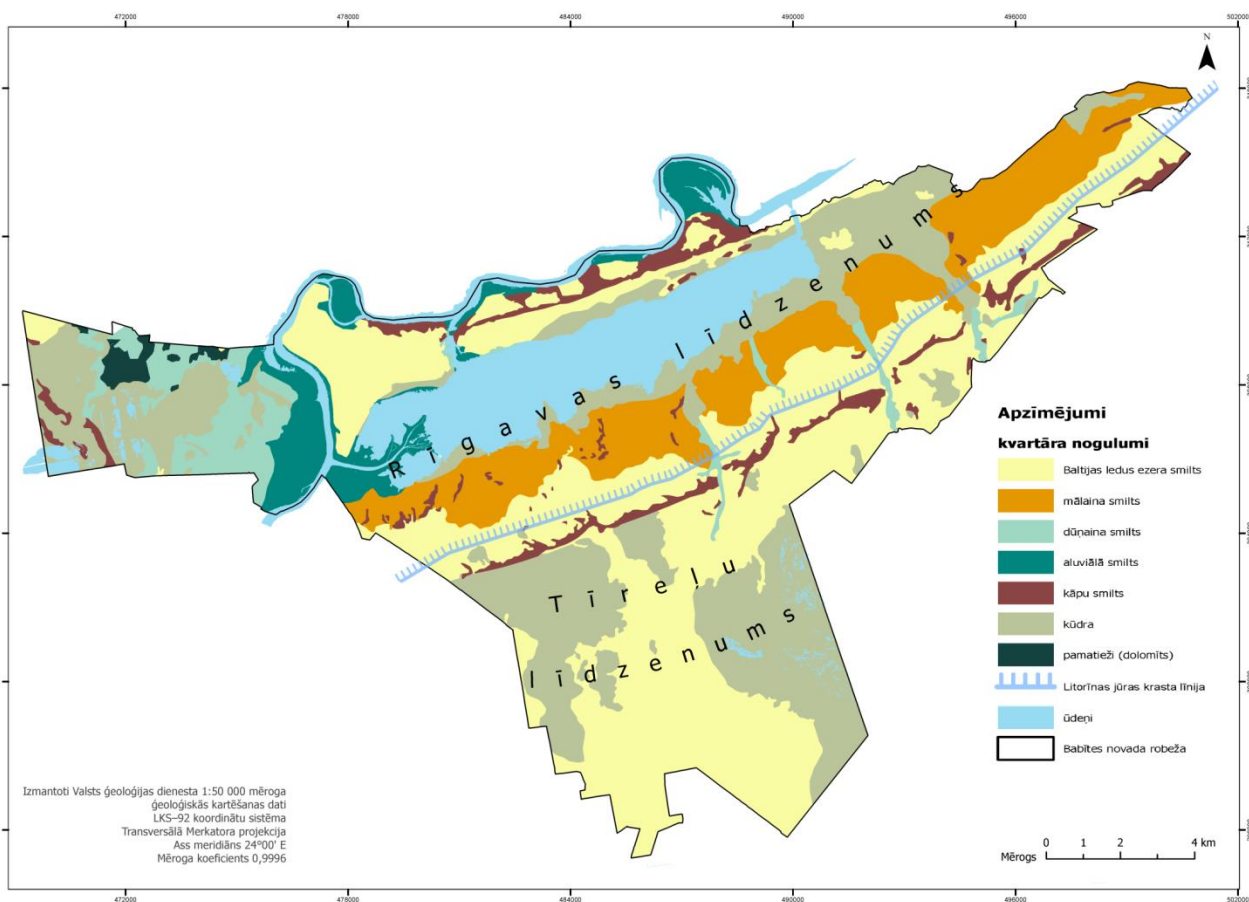 472000
478000
484000
490000
496000
502000
N
Rīgavas līdzenums
Tīreļu
līdzenums
Apzīmējumi
kvartāra nogulumi
Baltijas ledus ezera smilts
mālaina smilts
dūņaina smilts
aluviālā smilts
kāpu smilts
kūdra
pamatieži (dolomīts)
Litorīnas jūras krasta līnija
ūdeņi
Babītes novada robeža
Izmantoti Valsts ģeoloģijas dienesta 1:50 000 mēroga
ģeoloģiskās kartēšanas dati
LKS–92 koordinātu sistēma
Transversālā Merkatora projekcija
Ass meridiāns 24°00' E
Mēroga koeficients 0,9996
Mērogs 0 1 2 4 km
472000
478000
484000
490000
496000
502000